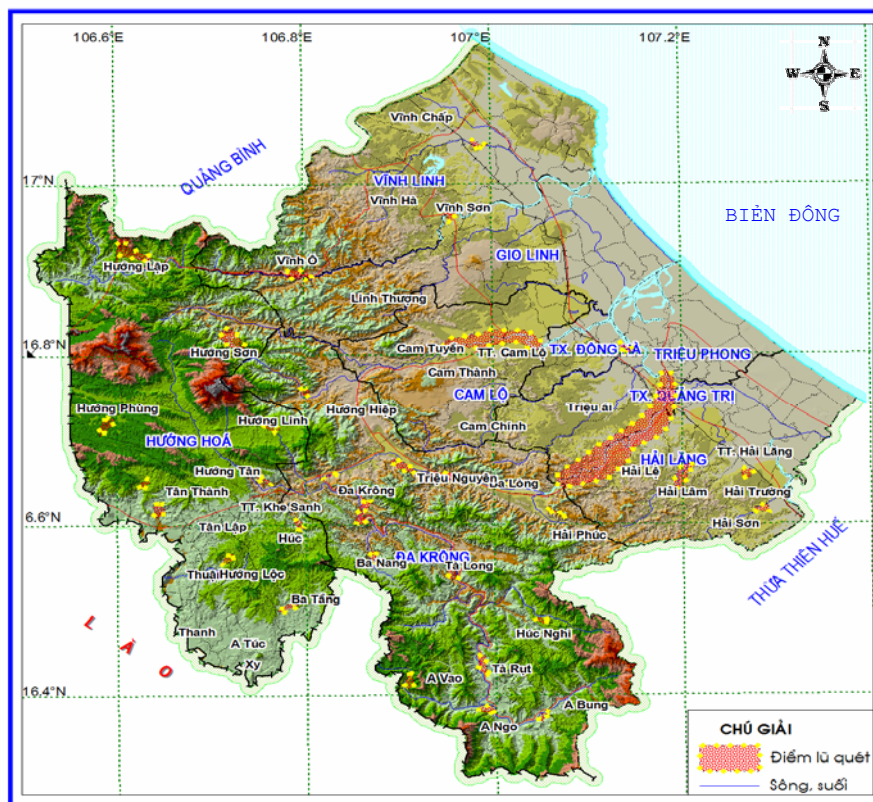 106.6°E 106.8°E 107°E 107.2°E
N
W E
S
Vĩnh Chấp
QUẢNG BÌNH
17°N
VĨNH LINH
Vĩnh Hà
Vĩnh Sơn
BIỂN ĐÔNG
GIO LINH
Hướng Lập
Vĩnh Ô
Linh Thượng
16.8°N
Hướng Sơn
Cam Tuyền
TT. Cam Lộ
TX. ĐÔNG HÀ
TRIỆU PHONG
Cam Thành
CAM LỘ
TX. QUẢNG TRỊ
Hướng Phùng
Hướng Linh
Hướng Hiệp
Triệu ái
Cam Chính
HƯỚNG HOÁ
HẢI LĂNG
TT. Hải Lăng
Hướng Tân
Tân Thành
TT. Khe Sanh
Đa Krông
Triệu Nguyên
Ba Lòng
Hải Lệ
Hải Lâm
Hải Trường
16.6°N
Tân Lập
Húc
Hải Phúc
Hải Sơn
Ba Nang
ĐA KRÔNG
Tà Long
THỪA THIÊN HUẾ
Thuận
Hướng Lộc
Ba Tầng
LÀO
Thanh
A Túc
Xy
Húc Nghì
Tà Rụt
A Vao
16.4°N
A Ngo
A Bung
CHÚ GIẢI
Điểm lũ quét
Sông, suối